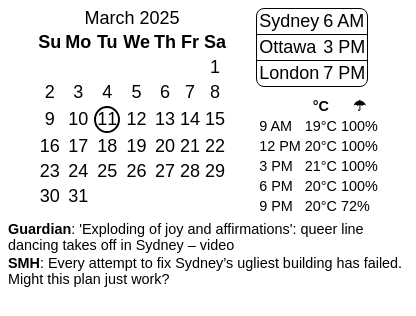 March 2025
Su Mo Tu We Th Fr Sa
1
2 3 4 5 6 7 8
9 10 11 12 13 14 15
16 17 18 19 20 21 22
23 24 25 26 27 28 29
30 31
Sydney 6 AM
Ottawa 3 PM
London 7 PM
°C ☂
9 AM 19°C 100%
12 PM 20°C 100%
3 PM 21°C 100%
6 PM 20°C 100%
9 PM 20°C 72%
Guardian: 'Exploding of joy and affirmations': queer line
dancing takes off in Sydney – video
SMH: Every attempt to fix Sydney’s ugliest building has failed.
Might this plan just work?